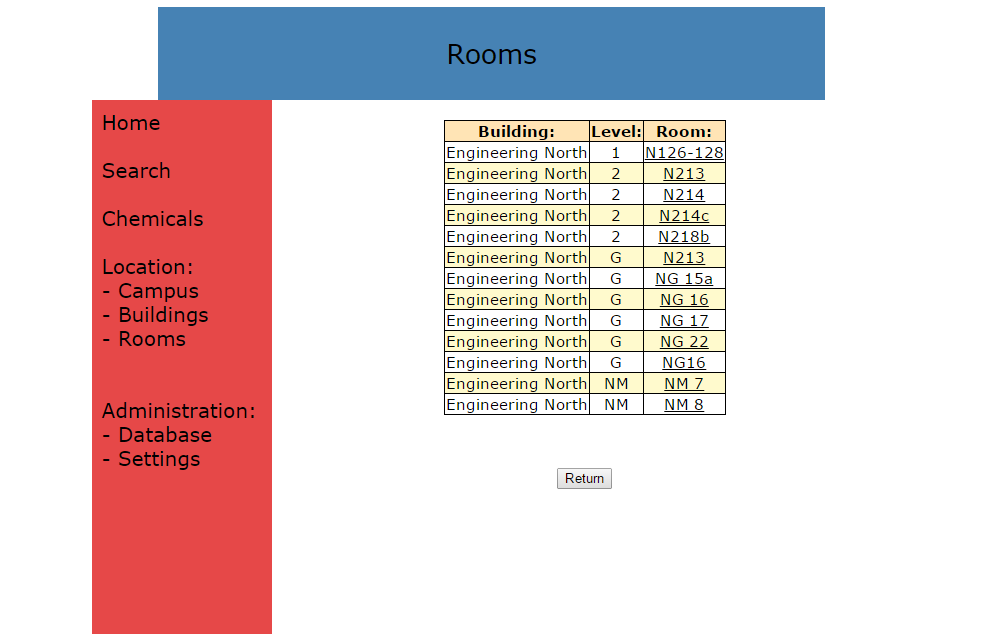 Rooms
Home
Search
Chemicals
Location:
- Campus
- Buildings
- Rooms
Administration:
- Database
- Settings
Building: Level: Room:
Engineering North 1 N126-128
Engineering North 2 N213
Engineering North 2 N214
Engineering North 2 N214c
Engineering North 2 N218b
Engineering North G N213
Engineering North G NG 15a
Engineering North G NG 16
Engineering North G NG 17
Engineering North G NG 22
Engineering North G NG16
Engineering North NM NM 7
Engineering North NM NM 8
Return